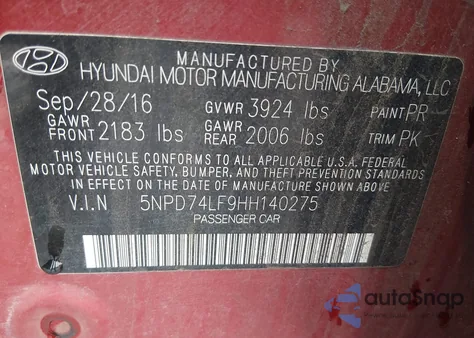 MANUFACTURED BY
HYUNDAI MOTOR MANUFACTURING ALABAMA, LLC
Sep/28/16 GVWR 3924 lbs PAINT PR
GAWR FRONT 2183 lbs GAWR REAR 2006 lbs TRIM PK
THIS VEHICLE CONFORMS TO ALL APPLICABLE U.S.A. FEDERAL
MOTOR VEHICLE SAFETY, BUMPER, AND THEFT PREVENTION STANDARDS
IN EFFECT ON THE DATE OF MANUFACTURE SHOWN ABOVE.
V.I.N 5NPD74LF9HH140275
PASSENGER CAR
autoSnap